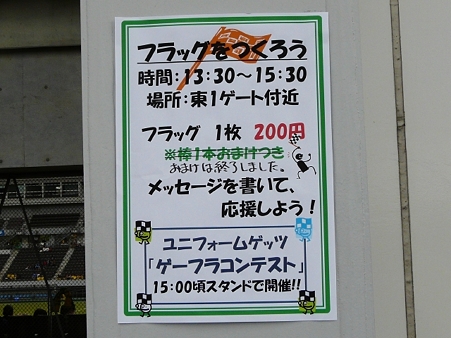 フラッグをつくろう
時間：13：30～15：30
場所：東1ゲート付近
フラッグ 1枚 200円
※棒1本おまけつき
おまけは終了しました。
メッセージを書いて、
応援しよう！
ユニフォームゲッツ
「ゲーフラコンテスト」
15：00頃スタンドで開催!!